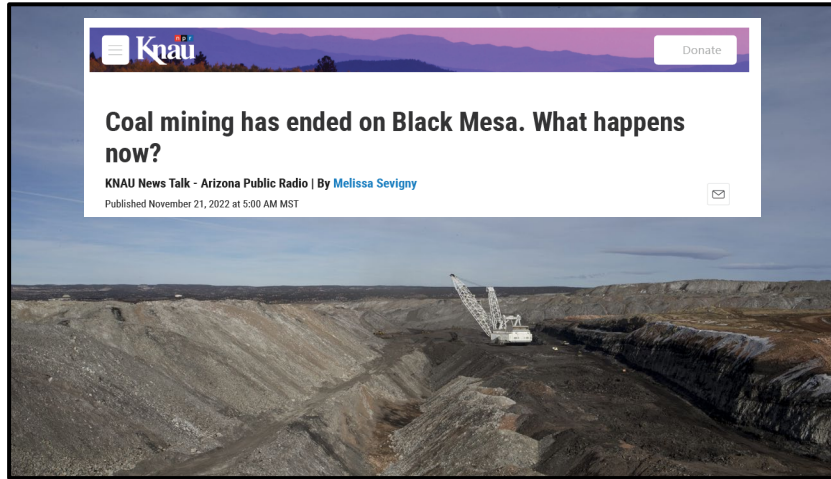 npr
Knaū
Donate
Coal mining has ended on Black Mesa. What happens
now?
KNAU News Talk - Arizona Public Radio | By Melissa Sevigny
Published November 21, 2022 at 5:00 AM MST